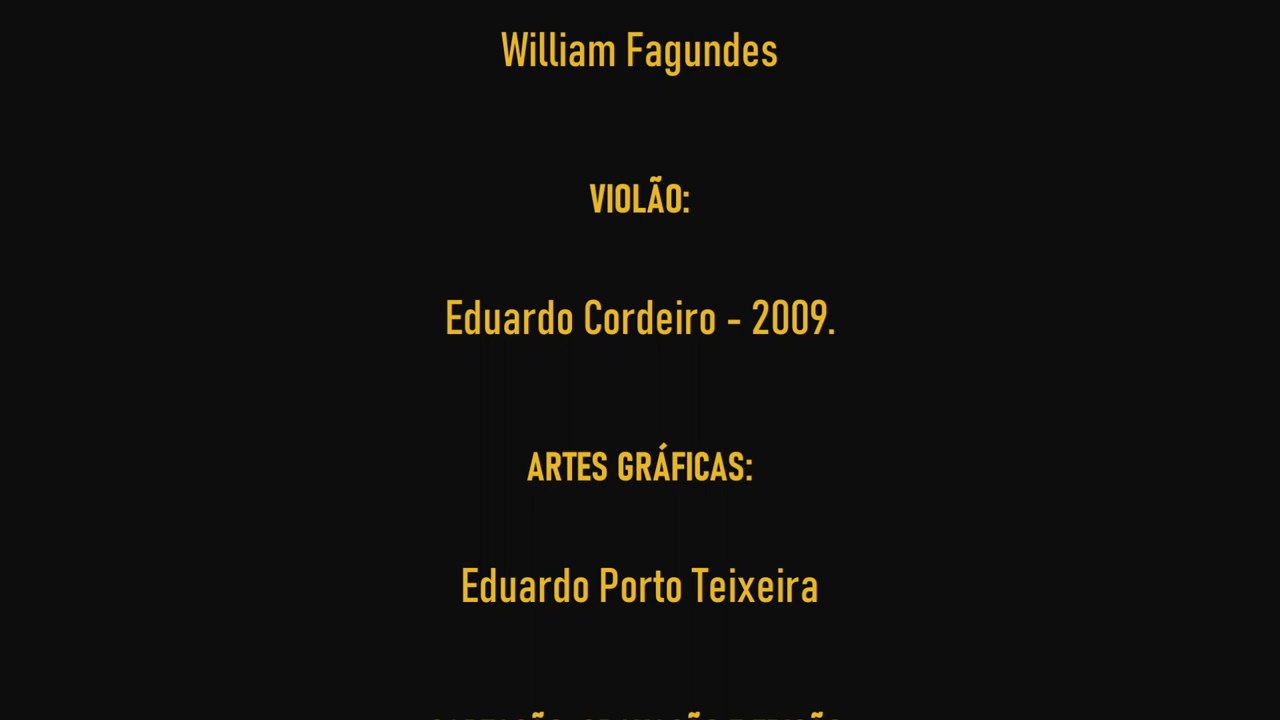 William Fagundes
VIOLÃO:
Eduardo Cordeiro - 2009.
ARTES GRÁFICAS:
Eduardo Porto Teixeira